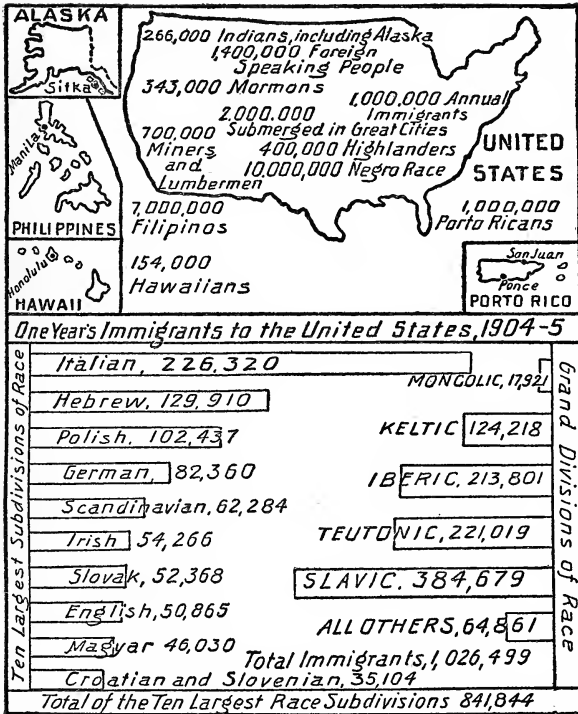 ALASKA
Sitka
266,000 Indians, including Alaska
1,400,000 Foreign
Speaking People
343,000 Mormons
1,000,000 Annual
Immigrants
2,000.000
Submerged in Great Cities
700,000
Miners
and
Lumbermen
400,000 Highlanders
10,000,000 Negro Race
UNITED
STATES
Manila
PHILIPPINES
7,000,000
Filipinos
1,000,000
Porto Ricans
Honolulu
HAWAII
154,000
Hawaiians
San Juan
Ponce
PORTO RICO
One Year's Immigrants to the United States, 1904-5
Ten Largest Subdivisions of Race
Italian, 226,320
Hebrew, 129,910
Polish, 102,437
German, 82,360
Scandinavian, 62,284
Irish 54,266
Slovak, 52,368
English, 50,865
Magyar 46,030
Croatian and Slovenian, 35,104
MONGOLIC, 17,921
KELTIC 124,218
IBERIC, 213,801
TEUTONIC, 221,019
SLAVIC, 384,679
ALL OTHERS, 64,861
Total Immigrants, 1,026,499
Grand Divisions of Race
Total of the Ten Largest Race Subdivisions 841,844